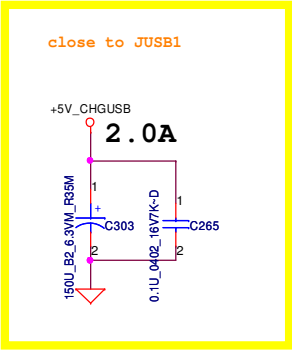 close to JUSB1
+5V_CHGUSB
2.0A
1
1
+
C303
C265
2
2
150U_B2_6.3VM_R35M
0.1U_0402_16V7K~D